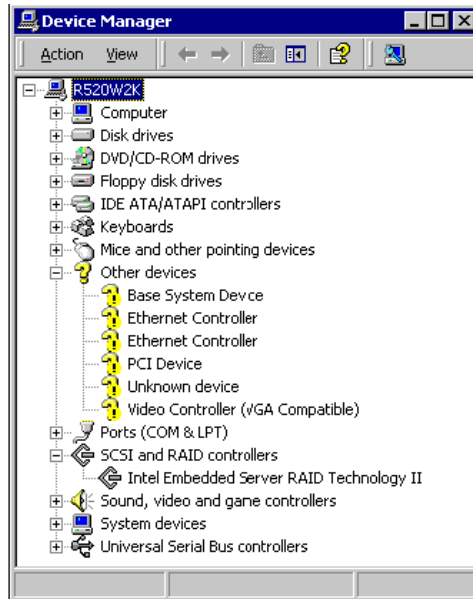 Device Manager
Action View
R520W2K
Computer
Disk drives
DVD/CD-ROM drives
Floppy disk drives
IDE ATA/ATAPI controllers
Keyboards
Mice and other pointing devices
Other devices
Base System Device
Ethernet Controller
Ethernet Controller
PCI Device
Unknown device
Video Controller (VGA Compatible)
Ports (COM & LPT)
SCSI and RAID controllers
Intel Embedded Server RAID Technology II
Sound, video and game controllers
System devices
Universal Serial Bus controllers